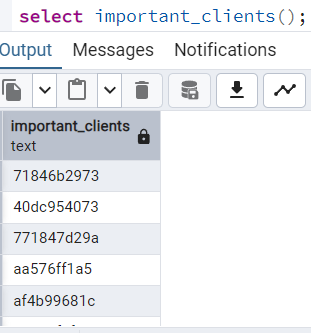 select important_clients();
Output Messages Notifications
important_clients
text
71846b2973
40dc954073
771847d29a
aa576ff1a5
af4b99681c